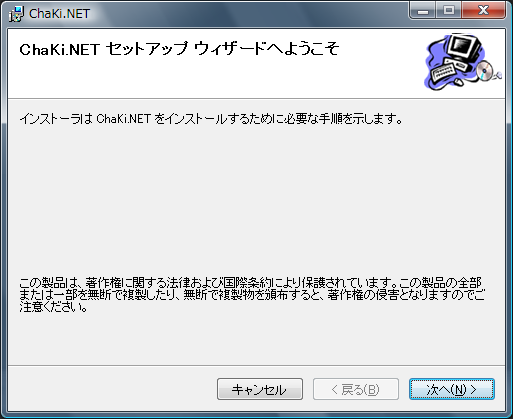 ChaKi.NET
ChaKi.NET セットアップ ウィザードへようこそ
インストーラは ChaKi.NET をインストールするために必要な手順を示します。
この製品は、著作権に関する法律および国際条約により保護されています。この製品の全部
または一部を無断で複製したり、無断で複製物を頒布すると、著作権の侵害となりますのでご
注意ください。
キャンセル
< 戻る(B)
次へ(N) >